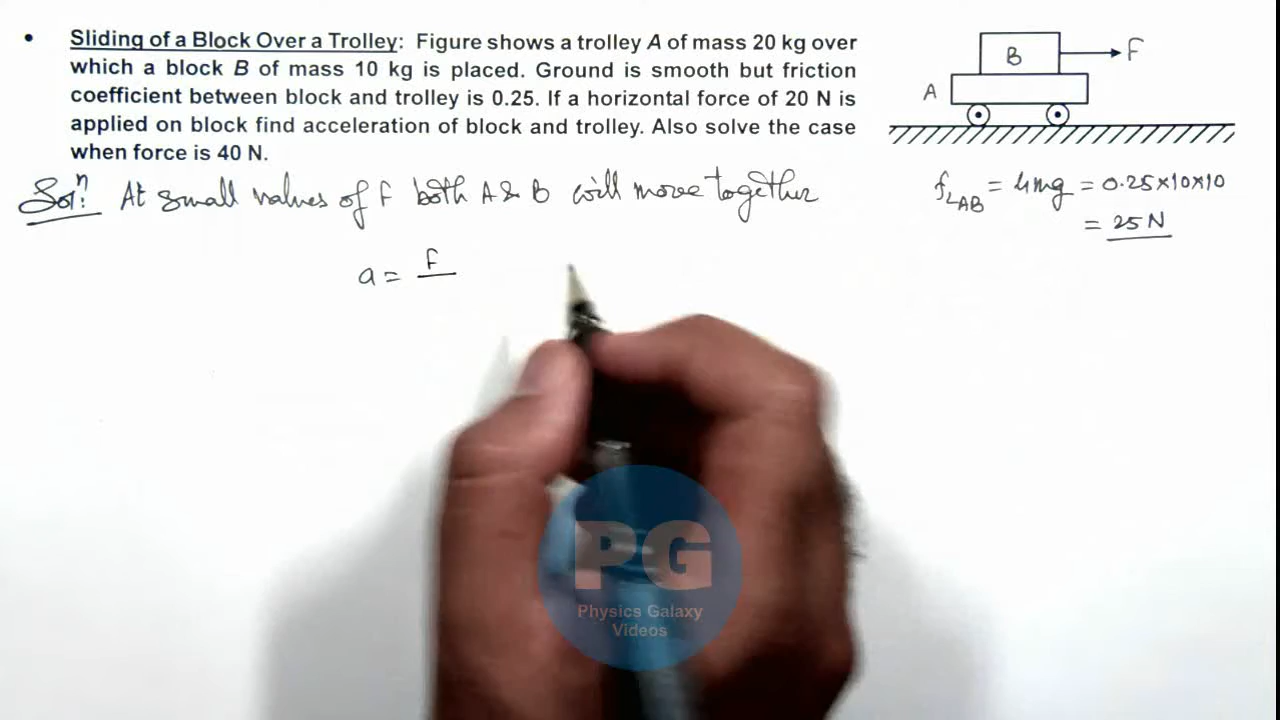 • Sliding of a Block Over a Trolley: Figure shows a trolley A of mass 20 kg over
which a block B of mass 10 kg is placed. Ground is smooth but friction
coefficient between block and trolley is 0.25. If a horizontal force of 20 N is
applied on block find acceleration of block and trolley. Also solve the case
when force is 40 N.
B
F
A
Solⁿ: At small values of F both A & B will move together
f_LAB = μmg = 0.25×10×10
= 25 N
a = F
PG
Physics Galaxy
Videos